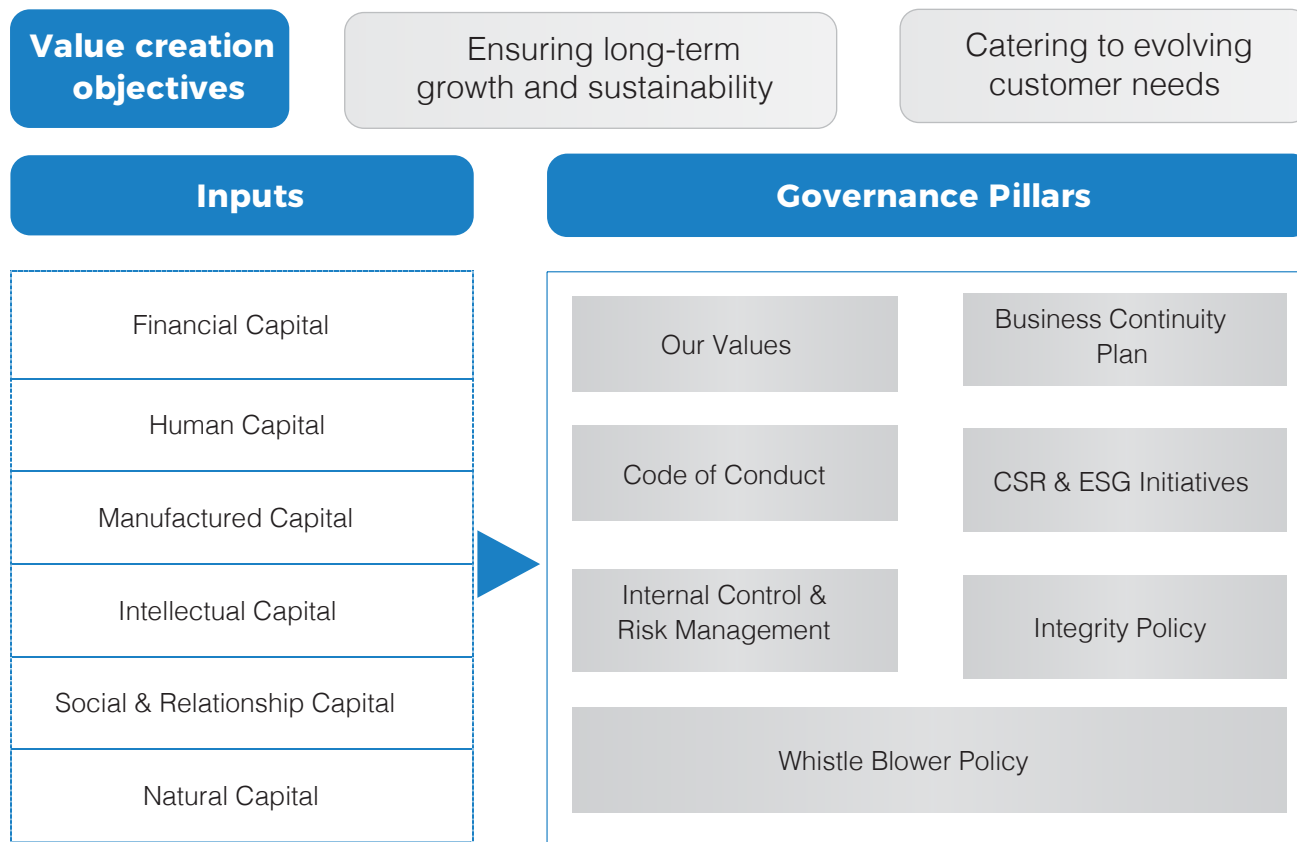 Value creation
objectives
Ensuring long-term
growth and sustainability
Catering to evolving
customer needs
Inputs
Governance Pillars
Financial Capital
Human Capital
Manufactured Capital
Intellectual Capital
Social & Relationship Capital
Natural Capital
Our Values
Business Continuity
Plan
Code of Conduct
CSR & ESG Initiatives
Internal Control &
Risk Management
Integrity Policy
Whistle Blower Policy